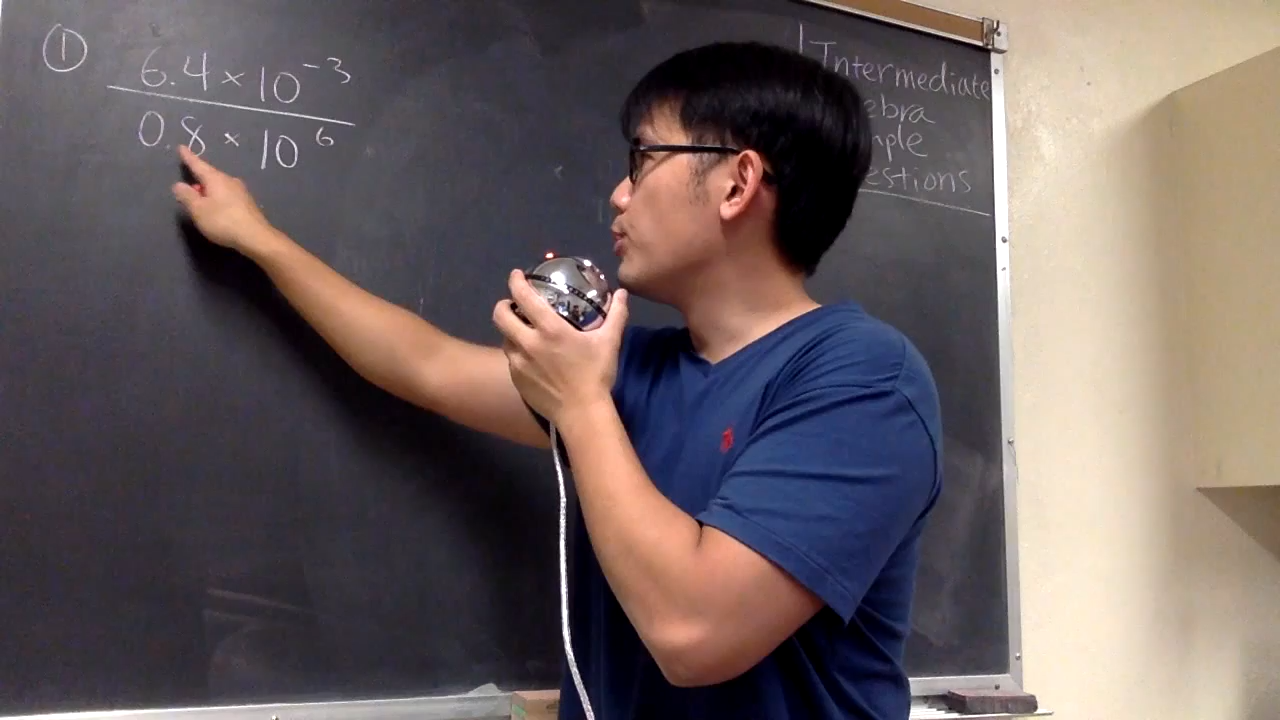 ① 6.4 × 10⁻³
0.8 × 10⁶
Intermediate
ebra
mple
estions